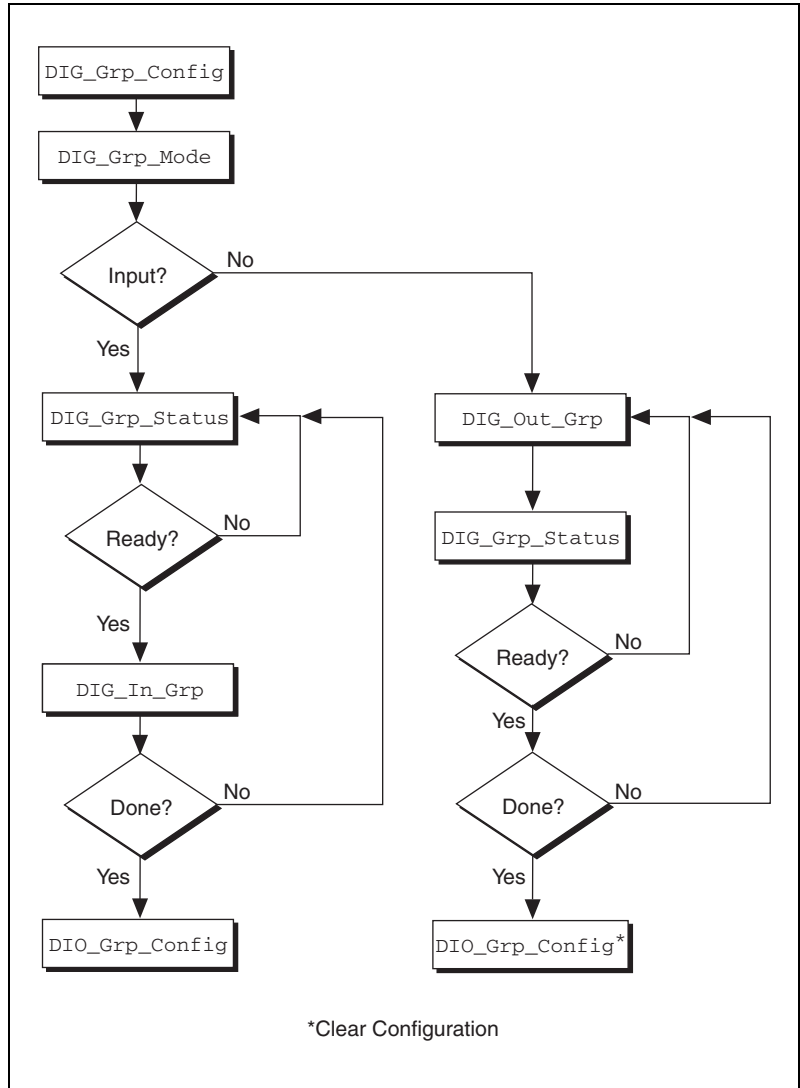 DIG_Grp_Config
DIG_Grp_Mode
Input?
No
Yes
DIG_Grp_Status
Ready?
No
Yes
DIG_In_Grp
Done?
No
Yes
DIO_Grp_Config
DIG_Out_Grp
DIG_Grp_Status
Ready?
No
Yes
Done?
No
Yes
DIO_Grp_Config*
*Clear Configuration